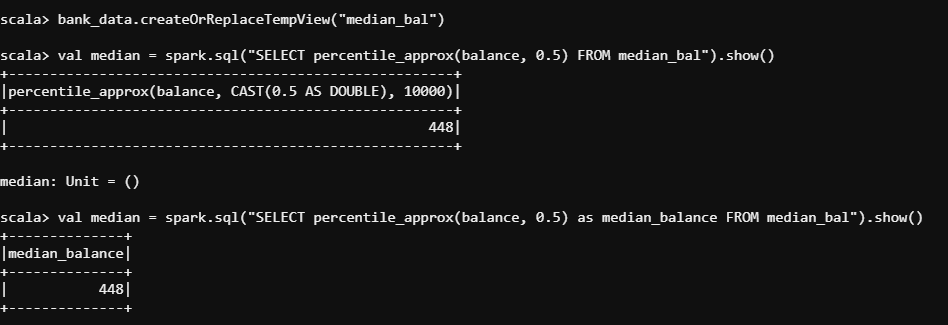 scala> bank_data.createOrReplaceTempView("median_bal")
scala> val median = spark.sql("SELECT percentile_approx(balance, 0.5) FROM median_bal").show()
+------------------------------------------------------+
|percentile_approx(balance, CAST(0.5 AS DOUBLE), 10000)|
+------------------------------------------------------+
|                                                   448|
+------------------------------------------------------+
median: Unit = ()
scala> val median = spark.sql("SELECT percentile_approx(balance, 0.5) as median_balance FROM median_bal").show()
+--------------+
|median_balance|
+--------------+
|           448|
+--------------+